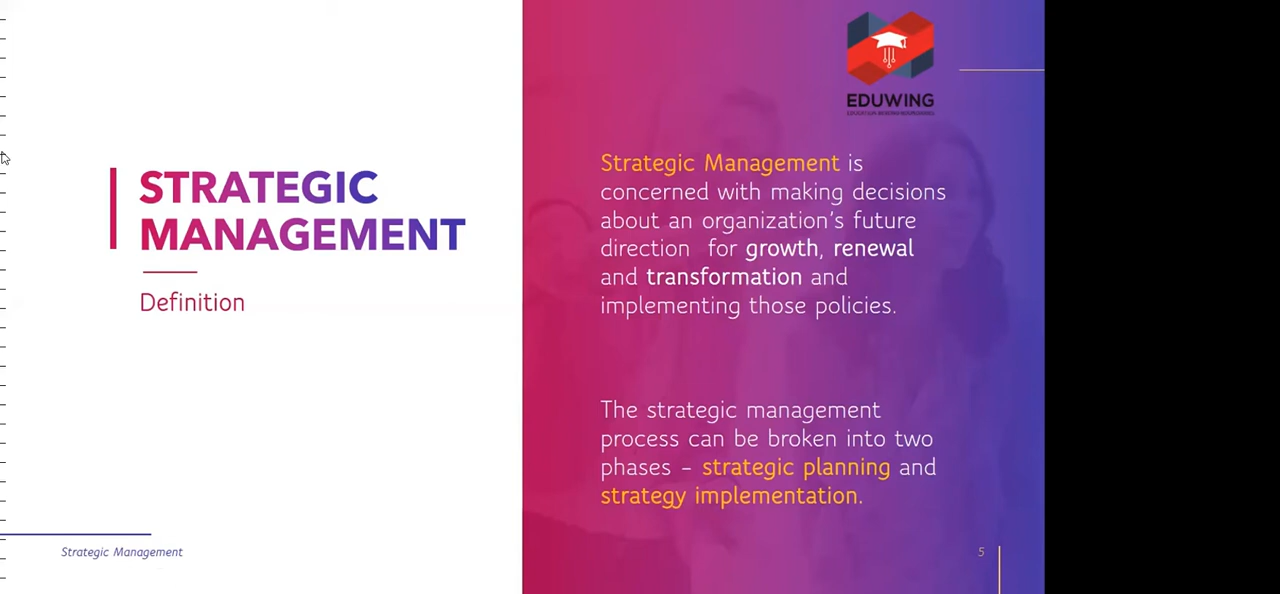 STRATEGIC
MANAGEMENT
Definition
Strategic Management
EDUWING
Strategic Management is
concerned with making decisions
about an organization's future
direction for growth, renewal
and transformation and
implementing those policies.
The strategic management
process can be broken into two
phases – strategic planning and
strategy implementation.
5